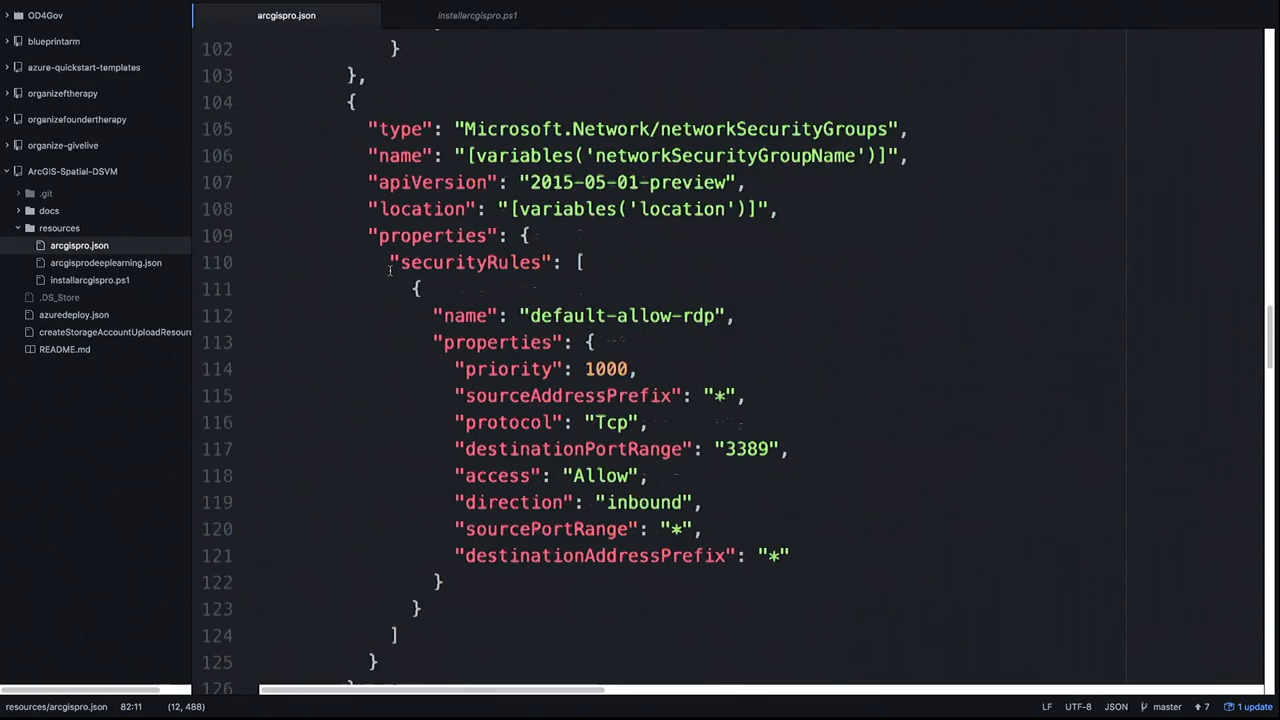 OD4Gov
blueprintarm
azure-quickstart-templates
organizeftherapy
organizefoundertherapy
organize-givelive
ArcGIS-Spatial-DSVM
.git
docs
resources
arcgispro.json
arcgisprodeeplearning.json
installarcgispro.ps1
.DS_Store
azuredeploy.json
createStorageAccountUploadResourc
README.md
arcgispro.json
installarcgispro.ps1
102 }
103 },
104 {
105 "type": "Microsoft.Network/networkSecurityGroups",
106 "name": "[variables('networkSecurityGroupName')]",
107 "apiVersion": "2015-05-01-preview",
108 "location": "[variables('location')]",
109 "properties": {
110 "securityRules": [
111 {
112 "name": "default-allow-rdp",
113 "properties": {
114 "priority": 1000,
115 "sourceAddressPrefix": "*",
116 "protocol": "Tcp",
117 "destinationPortRange": "3389",
118 "access": "Allow",
119 "direction": "inbound",
120 "sourcePortRange": "*",
121 "destinationAddressPrefix": "*"
122 }
123 }
124 ]
125 }
126
resources/arcgispro.json 82:11 (12, 488) LF UTF-8 JSON master 7 1 update